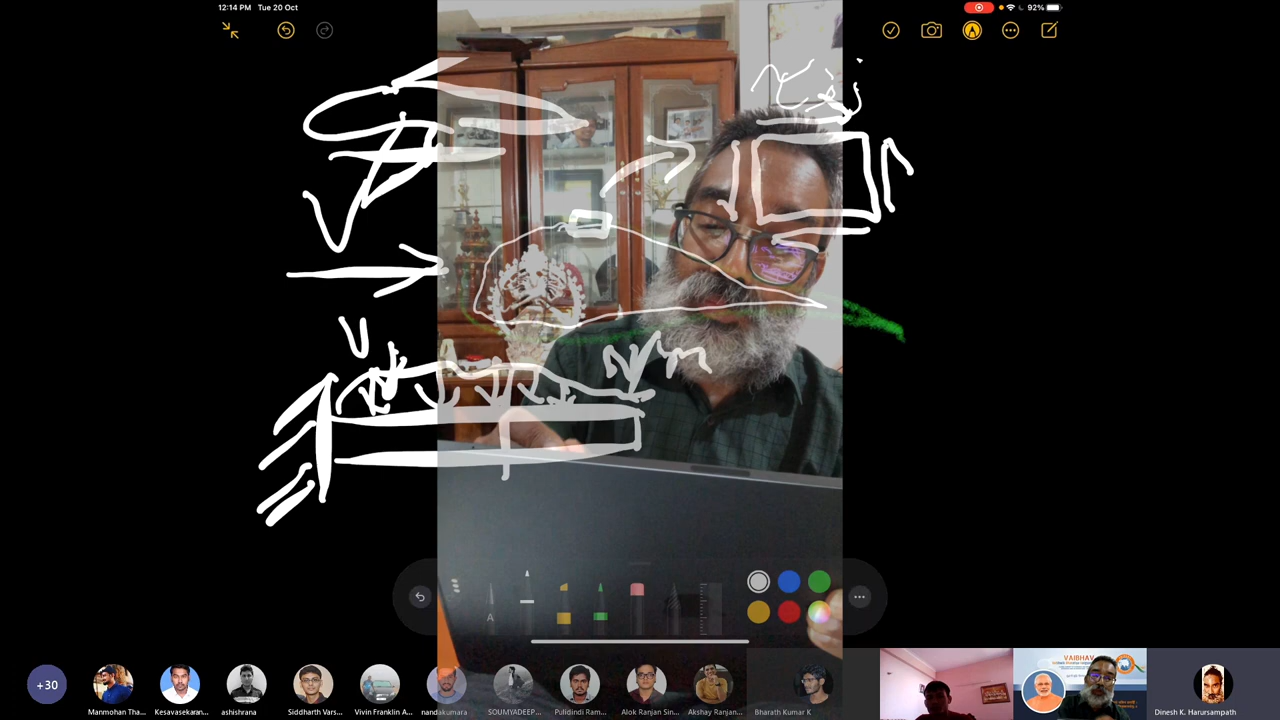 12:14 PM Tue 20 Oct
92%
A
+30
Manmohan Tha...
Kesavasekaran...
ashishrana
Siddharth Vars...
Vivin Franklin A...
nandakumara
SOUMYADEEP...
Pulidindi Ram...
Alok Ranjan Sin...
Akshay Ranjan...
Bharath Kumar K
VAIBHAV
Dinesh K. Harursampath